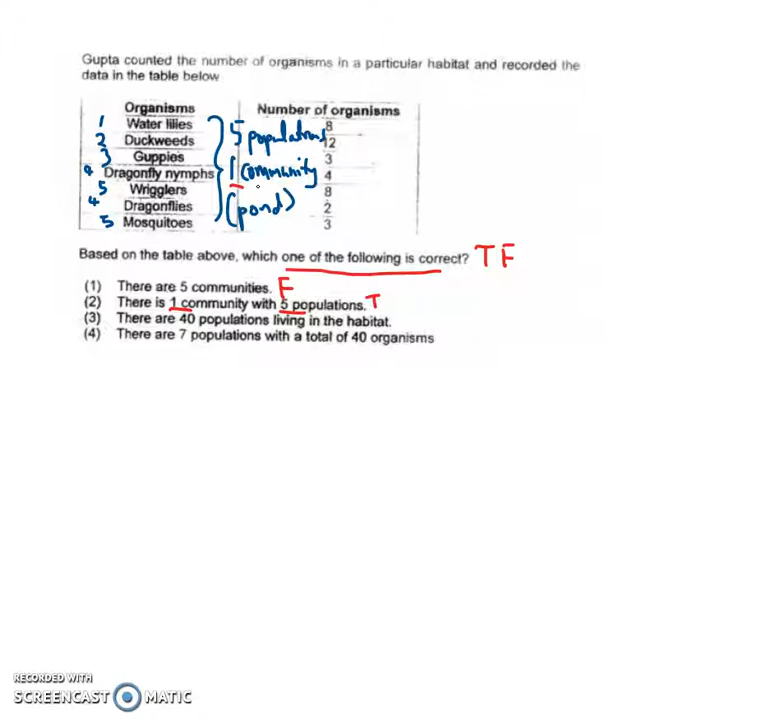 Gupta counted the number of organisms in a particular habitat and recorded the
data in the table below
Organisms Number of organisms
1 Water lilies 8
2 Duckweeds 5 populations 12
3 Guppies 3
4 Dragonfly nymphs 1 community 4
5 Wrigglers 8
4 Dragonflies (pond) 2
5 Mosquitoes 3
Based on the table above, which one of the following is correct? T F
(1) There are 5 communities. F
(2) There is 1 community with 5 populations. T
(3) There are 40 populations living in the habitat.
(4) There are 7 populations with a total of 40 organisms
RECORDED WITH
SCREENCAST MATIC